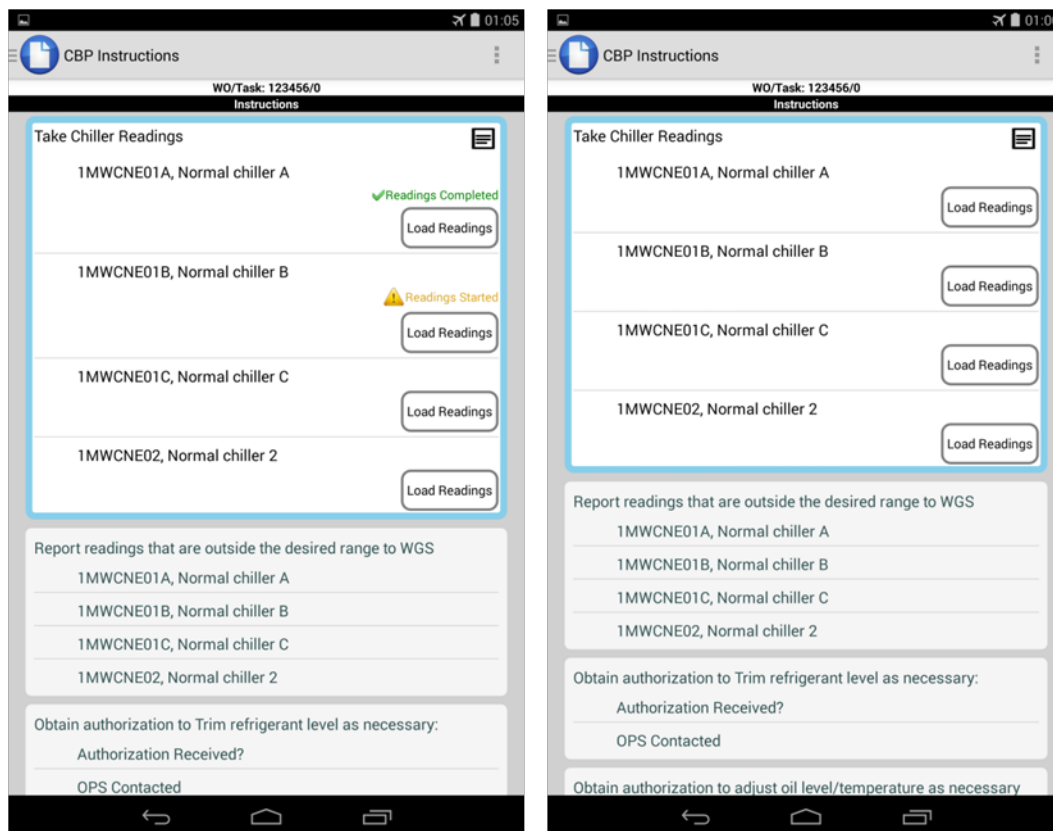 01:05
CBP Instructions
WO/Task: 123456/0
Instructions
Take Chiller Readings
1MWCNE01A, Normal chiller A
Readings Completed
Load Readings
1MWCNE01B, Normal chiller B
Readings Started
Load Readings
1MWCNE01C, Normal chiller C
Load Readings
1MWCNE02, Normal chiller 2
Load Readings
Report readings that are outside the desired range to WGS
1MWCNE01A, Normal chiller A
1MWCNE01B, Normal chiller B
1MWCNE01C, Normal chiller C
1MWCNE02, Normal chiller 2
Obtain authorization to Trim refrigerant level as necessary:
Authorization Received?
OPS Contacted
CBP Instructions
WO/Task: 123456/0
Instructions
Take Chiller Readings
1MWCNE01A, Normal chiller A
Load Readings
1MWCNE01B, Normal chiller B
Load Readings
1MWCNE01C, Normal chiller C
Load Readings
1MWCNE02, Normal chiller 2
Load Readings
Report readings that are outside the desired range to WGS
1MWCNE01A, Normal chiller A
1MWCNE01B, Normal chiller B
1MWCNE01C, Normal chiller C
1MWCNE02, Normal chiller 2
Obtain authorization to Trim refrigerant level as necessary:
Authorization Received?
OPS Contacted
Obtain authorization to adjust oil level/temperature as necessary